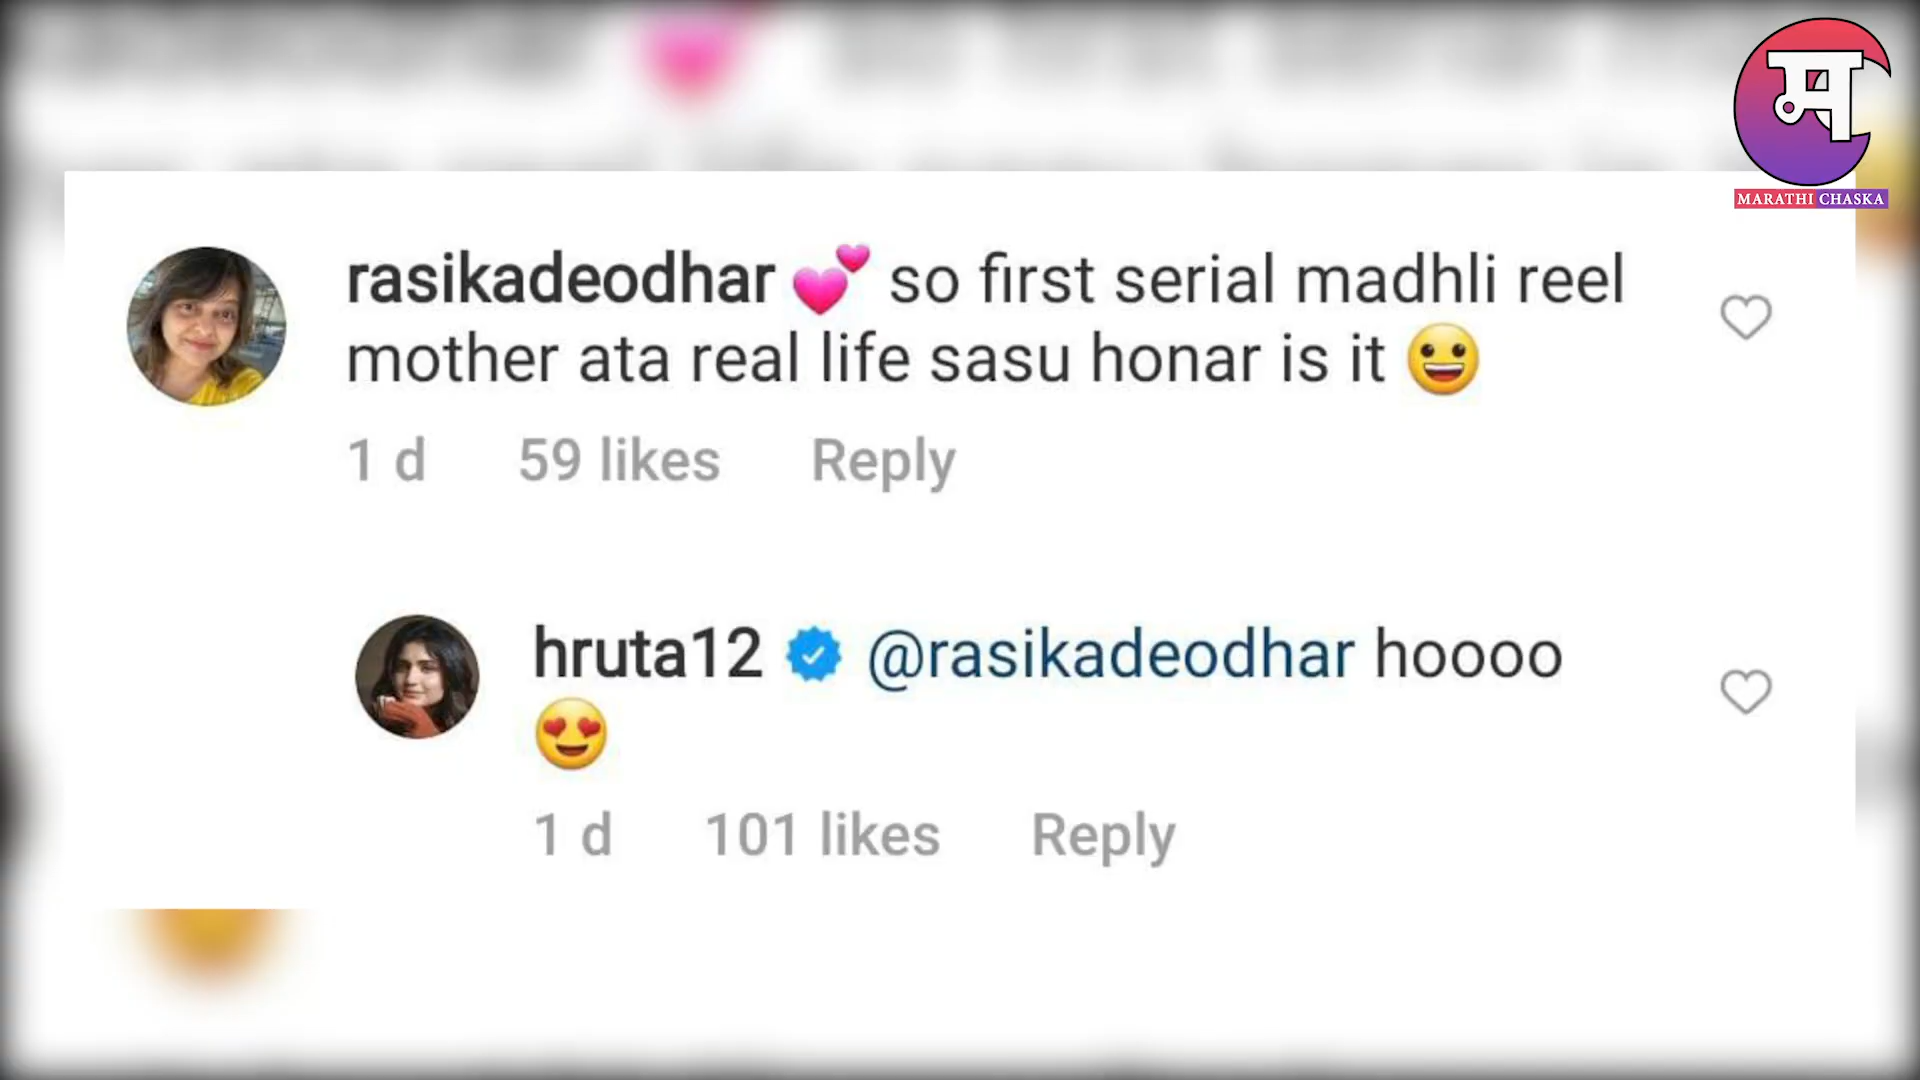 म
MARATHI CHASKA
rasikadeodhar 💕 so first serial madhli reel
mother ata real life sasu honar is it 😀
1 d 59 likes Reply
hruta12 @rasikadeodhar hoooo
😍
1 d 101 likes Reply